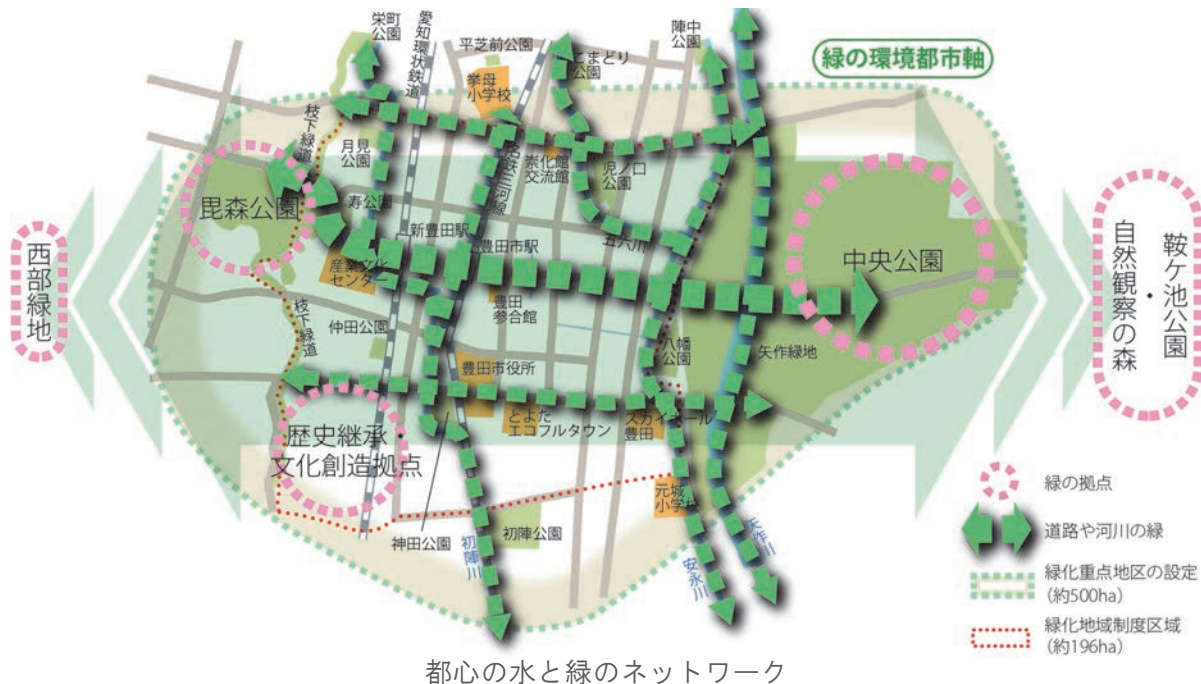 栄町
公園
愛知環状鉄道
平芝前公園
こまどり
公園
陣中
公園
緑の環境都市軸
挙母
小学校
枝下緑道
月見
公園
名鉄三河線
崇化館
交流館
児ノ口
公園
毘森公園
寿公園
新豊田駅
豊田市駅
五六川
中央公園
西部緑地
鞍ケ池公園
・
自然観察の森
産業文化
センター
豊田
参合館
枝下緑道
仲田公園
八幡
公園
矢作緑地
豊田市役所
とよた
エコフルタウン
スカイホール
豊田
歴史継承・
文化創造拠点
元城
小学校
神田公園
初陣川
初陣公園
安永川
矢作川
緑の拠点
道路や河川の緑
緑化重点地区の設定
(約500ha)
緑化地域制度区域
(約196ha)
都心の水と緑のネットワーク